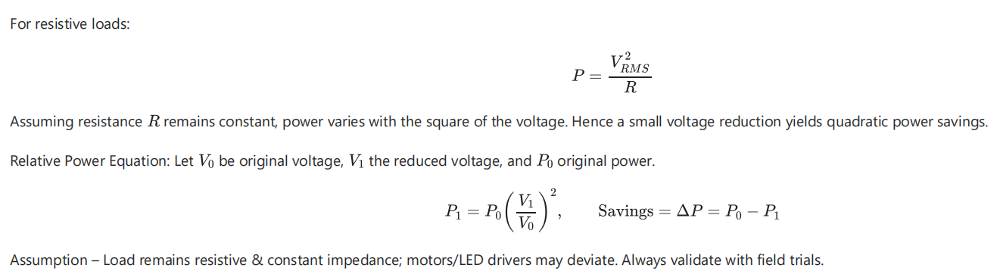 For resistive loads:
P = \frac{V_{RMS}^2}{R}
Assuming resistance R remains constant, power varies with the square of the voltage. Hence a small voltage reduction yields quadratic power savings.
Relative Power Equation: Let V_0 be original voltage, V_1 the reduced voltage, and P_0 original power.
P_1 = P_0 \left( \frac{V_1}{V_0} \right)^2, Savings = ΔP = P_0 − P_1
Assumption – Load remains resistive & constant impedance; motors/LED drivers may deviate. Always validate with field trials.